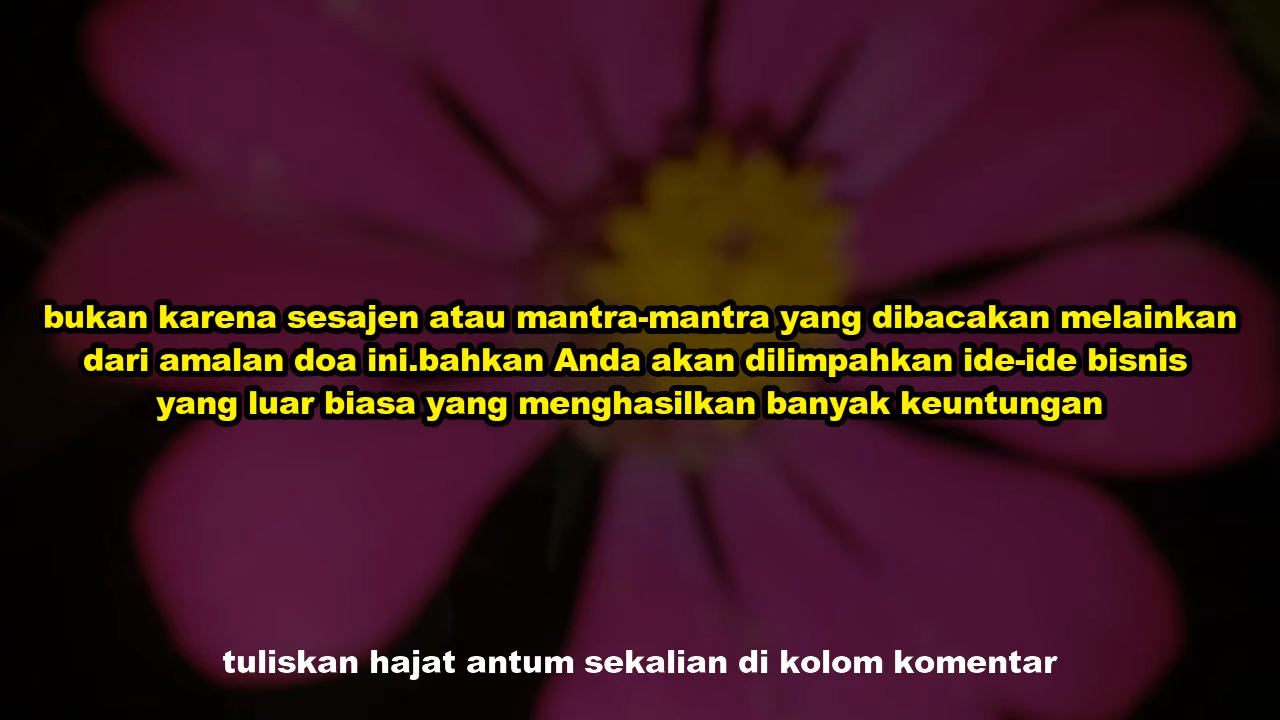 bukan karena sesajen atau mantra-mantra yang dibacakan melainkan
dari amalan doa ini.bahkan Anda akan dilimpahkan ide-ide bisnis
yang luar biasa yang menghasilkan banyak keuntungan
tuliskan hajat antum sekalian di kolom komentar